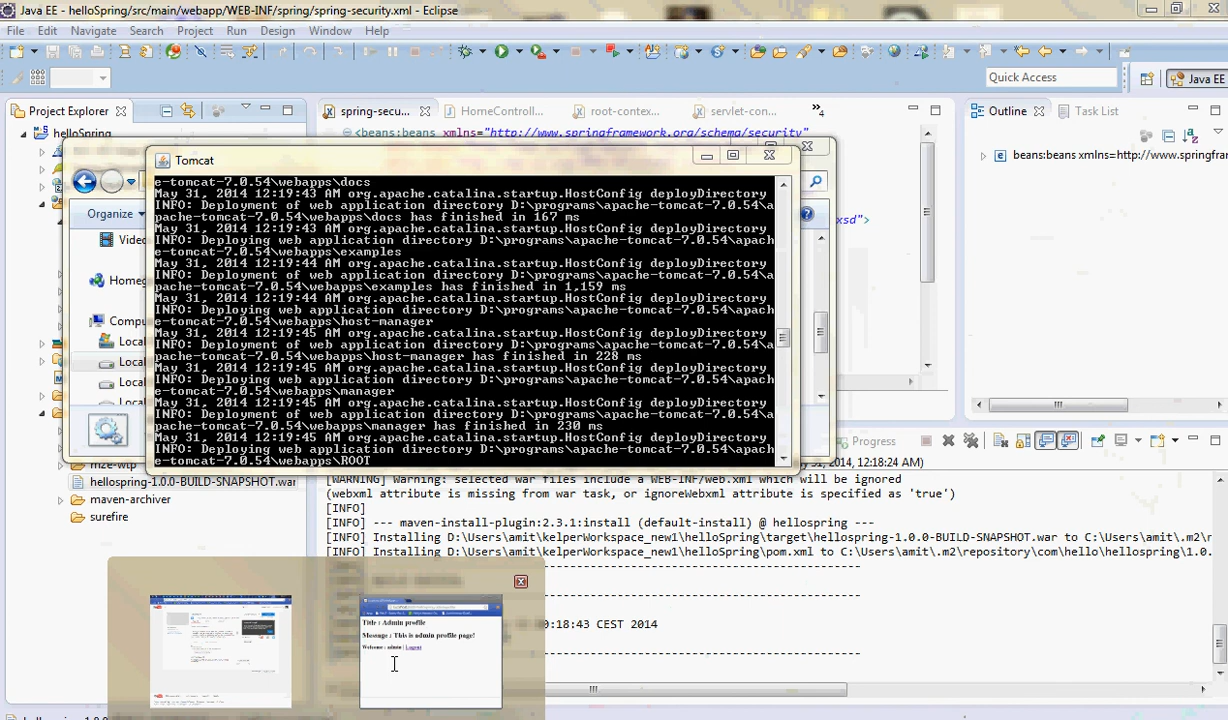 Java EE - helloSpring/src/main/webapp/WEB-INF/spring/spring-security.xml - Eclipse
File Edit Navigate Search Project Run Design Window Help
Quick Access
Java EE
Project Explorer
spring-secu...
HomeControll...
root-contex...
servlet-con...
»4
Outline
Task List
helloSpring
<beans:beans xmlns="http://www.springframework.org/schema/security"
beans:beans xmlns=http://www.springfra
Tomcat
e-tomcat-7.0.54\webapps\docs
May 31, 2014 12:19:43 AM org.apache.catalina.startup.HostConfig deployDirectory
INFO: Deployment of web application directory D:\programs\apache-tomcat-7.0.54\a
pache-tomcat-7.0.54\webapps\docs has finished in 167 ms
May 31, 2014 12:19:43 AM org.apache.catalina.startup.HostConfig deployDirectory
INFO: Deploying web application directory D:\programs\apache-tomcat-7.0.54\apach
e-tomcat-7.0.54\webapps\examples
May 31, 2014 12:19:44 AM org.apache.catalina.startup.HostConfig deployDirectory
INFO: Deployment of web application directory D:\programs\apache-tomcat-7.0.54\a
pache-tomcat-7.0.54\webapps\examples has finished in 1,159 ms
May 31, 2014 12:19:44 AM org.apache.catalina.startup.HostConfig deployDirectory
INFO: Deploying web application directory D:\programs\apache-tomcat-7.0.54\apach
e-tomcat-7.0.54\webapps\host-manager
May 31, 2014 12:19:45 AM org.apache.catalina.startup.HostConfig deployDirectory
INFO: Deployment of web application directory D:\programs\apache-tomcat-7.0.54\a
pache-tomcat-7.0.54\webapps\host-manager has finished in 228 ms
May 31, 2014 12:19:45 AM org.apache.catalina.startup.HostConfig deployDirectory
INFO: Deploying web application directory D:\programs\apache-tomcat-7.0.54\apach
e-tomcat-7.0.54\webapps\manager
May 31, 2014 12:19:45 AM org.apache.catalina.startup.HostConfig deployDirectory
INFO: Deployment of web application directory D:\programs\apache-tomcat-7.0.54\a
pache-tomcat-7.0.54\webapps\manager has finished in 230 ms
May 31, 2014 12:19:45 AM org.apache.catalina.startup.HostConfig deployDirectory
INFO: Deploying web application directory D:\programs\apache-tomcat-7.0.54\apach
e-tomcat-7.0.54\webapps\ROOT
Organize
Video
Homeg
Compu
Local
Local
Local
xsd">
Progress
31, 2014, 12:18:24 AM)
m2e-wtp
hellospring-1.0.0-BUILD-SNAPSHOT.war
maven-archiver
surefire
[WARNING] Warning: selected war files include a WEB-INF/web.xml which will be ignored
(webxml attribute is missing from war task, or ignoreWebxml attribute is specified as 'true')
[INFO]
[INFO] --- maven-install-plugin:2.3.1:install (default-install) @ hellospring ---
[INFO] Installing D:\Users\amit\kelperWorkspace_new1\helloSpring\target\hellospring-1.0.0-BUILD-SNAPSHOT.war to C:\Users\amit\.m2\r
[INFO] Installing D:\Users\amit\kelperWorkspace_new1\helloSpring\pom.xml to C:\Users\amit\.m2\repository\com\hello\hellospring\1.0.
0:18:43 CEST 2014
Title : Admin profile
Message : This is admin profile page!
Welcome : admin | Logout